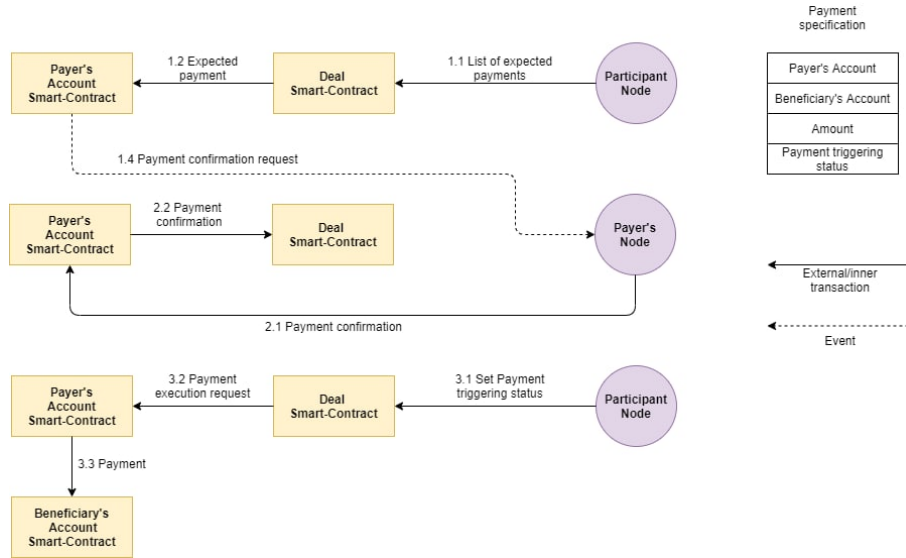 Payment
specification
1.2 Expected
payment
1.1 List of expected
payments
Payer's
Account
Smart-Contract
Deal
Smart-Contract
Participant
Node
Payer's Account
Beneficiary's Account
Amount
Payment triggering
status
1.4 Payment confirmation request
2.2 Payment
confirmation
Payer's
Account
Smart-Contract
Deal
Smart-Contract
Payer's
Node
External/inner
transaction
2.1 Payment confirmation
Event
3.2 Payment
execution request
3.1 Set Payment
triggering status
Payer's
Account
Smart-Contract
Deal
Smart-Contract
Participant
Node
3.3 Payment
Beneficiary's
Account
Smart-Contract